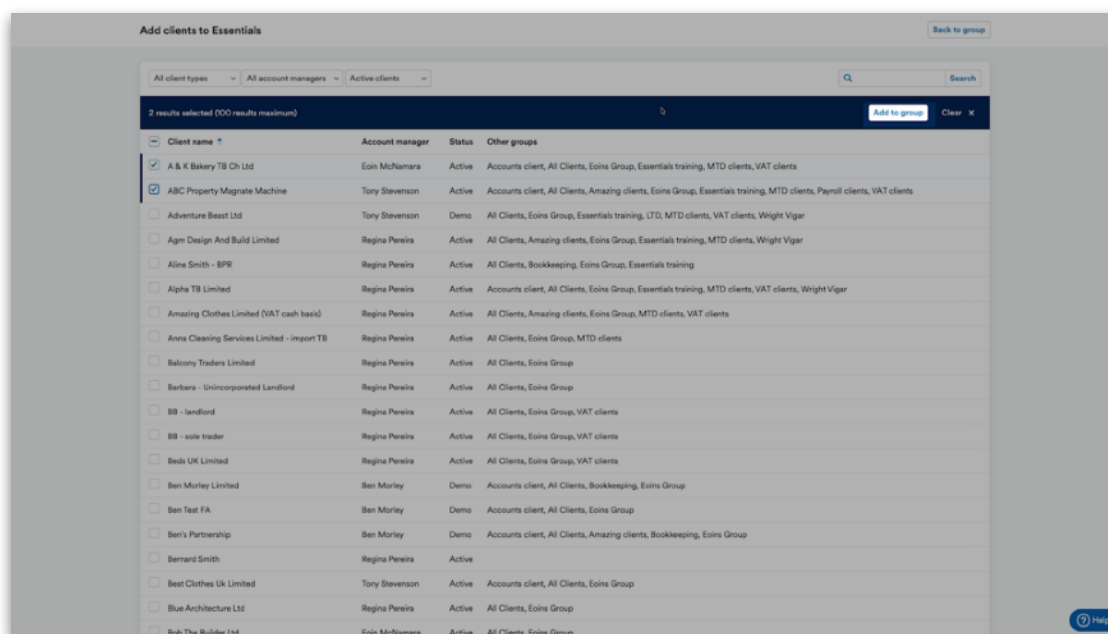 Add clients to Essentials Back to group
All client types All account managers Active clients Search
2 results selected (100 results maximum) Add to group Clear X
Client name Account manager Status Other groups
A & K Bakery TB Ch Ltd Eoin McNamara Active Accounts client, All Clients, Eoins Group, Essentials training, MTD clients, VAT clients
ABC Property Magnate Machine Tony Stevenson Active Accounts client, All Clients, Amazing clients, Eoins Group, Essentials training, MTD clients, Payroll clients, VAT clients
Adventure Beast Ltd Tony Stevenson Demo All Clients, Eoins Group, Essentials training, LTD, MTD clients, VAT clients, Wright Vigar
Agm Design And Build Limited Regina Pereira Active All Clients, Amazing clients, Eoins Group, Essentials training, MTD clients, Wright Vigar
Aline Smith - BPR Regina Pereira Active All Clients, Bookkeeping, Eoins Group, Essentials training
Alpha TB Limited Regina Pereira Active Accounts client, All Clients, Eoins Group, Essentials training, MTD clients, VAT clients, Wright Vigar
Amazing Clothes Limited (VAT cash basis) Regina Pereira Active All Clients, Amazing clients, Eoins Group, MTD clients, VAT clients
Anna Cleaning Services Limited - import TB Regina Pereira Active All Clients, Eoins Group, MTD clients
Balcony Traders Limited Regina Pereira Active All Clients, Eoins Group
Barbara - Unincorporated Landlord Regina Pereira Active All Clients, Eoins Group
BB - landlord Regina Pereira Active All Clients, Eoins Group, VAT clients
BB - sole trader Regina Pereira Active All Clients, Eoins Group, VAT clients
Beds UK Limited Regina Pereira Active All Clients, Eoins Group, VAT clients
Ben Morley Limited Ben Morley Demo Accounts client, All Clients, Bookkeeping, Eoins Group
Ben Test FA Ben Morley Demo Accounts client, All Clients, Eoins Group
Ben's Partnership Ben Morley Demo Accounts client, All Clients, Amazing clients, Bookkeeping, Eoins Group
Bernard Smith Regina Pereira Active
Best Clothes Uk Limited Tony Stevenson Active Accounts client, All Clients, Eoins Group
Blue Architecture Ltd Regina Pereira Active All Clients, Eoins Group
Bob The Builder Ltd Eoin McNamara Active All Clients, Eoins Group
Help